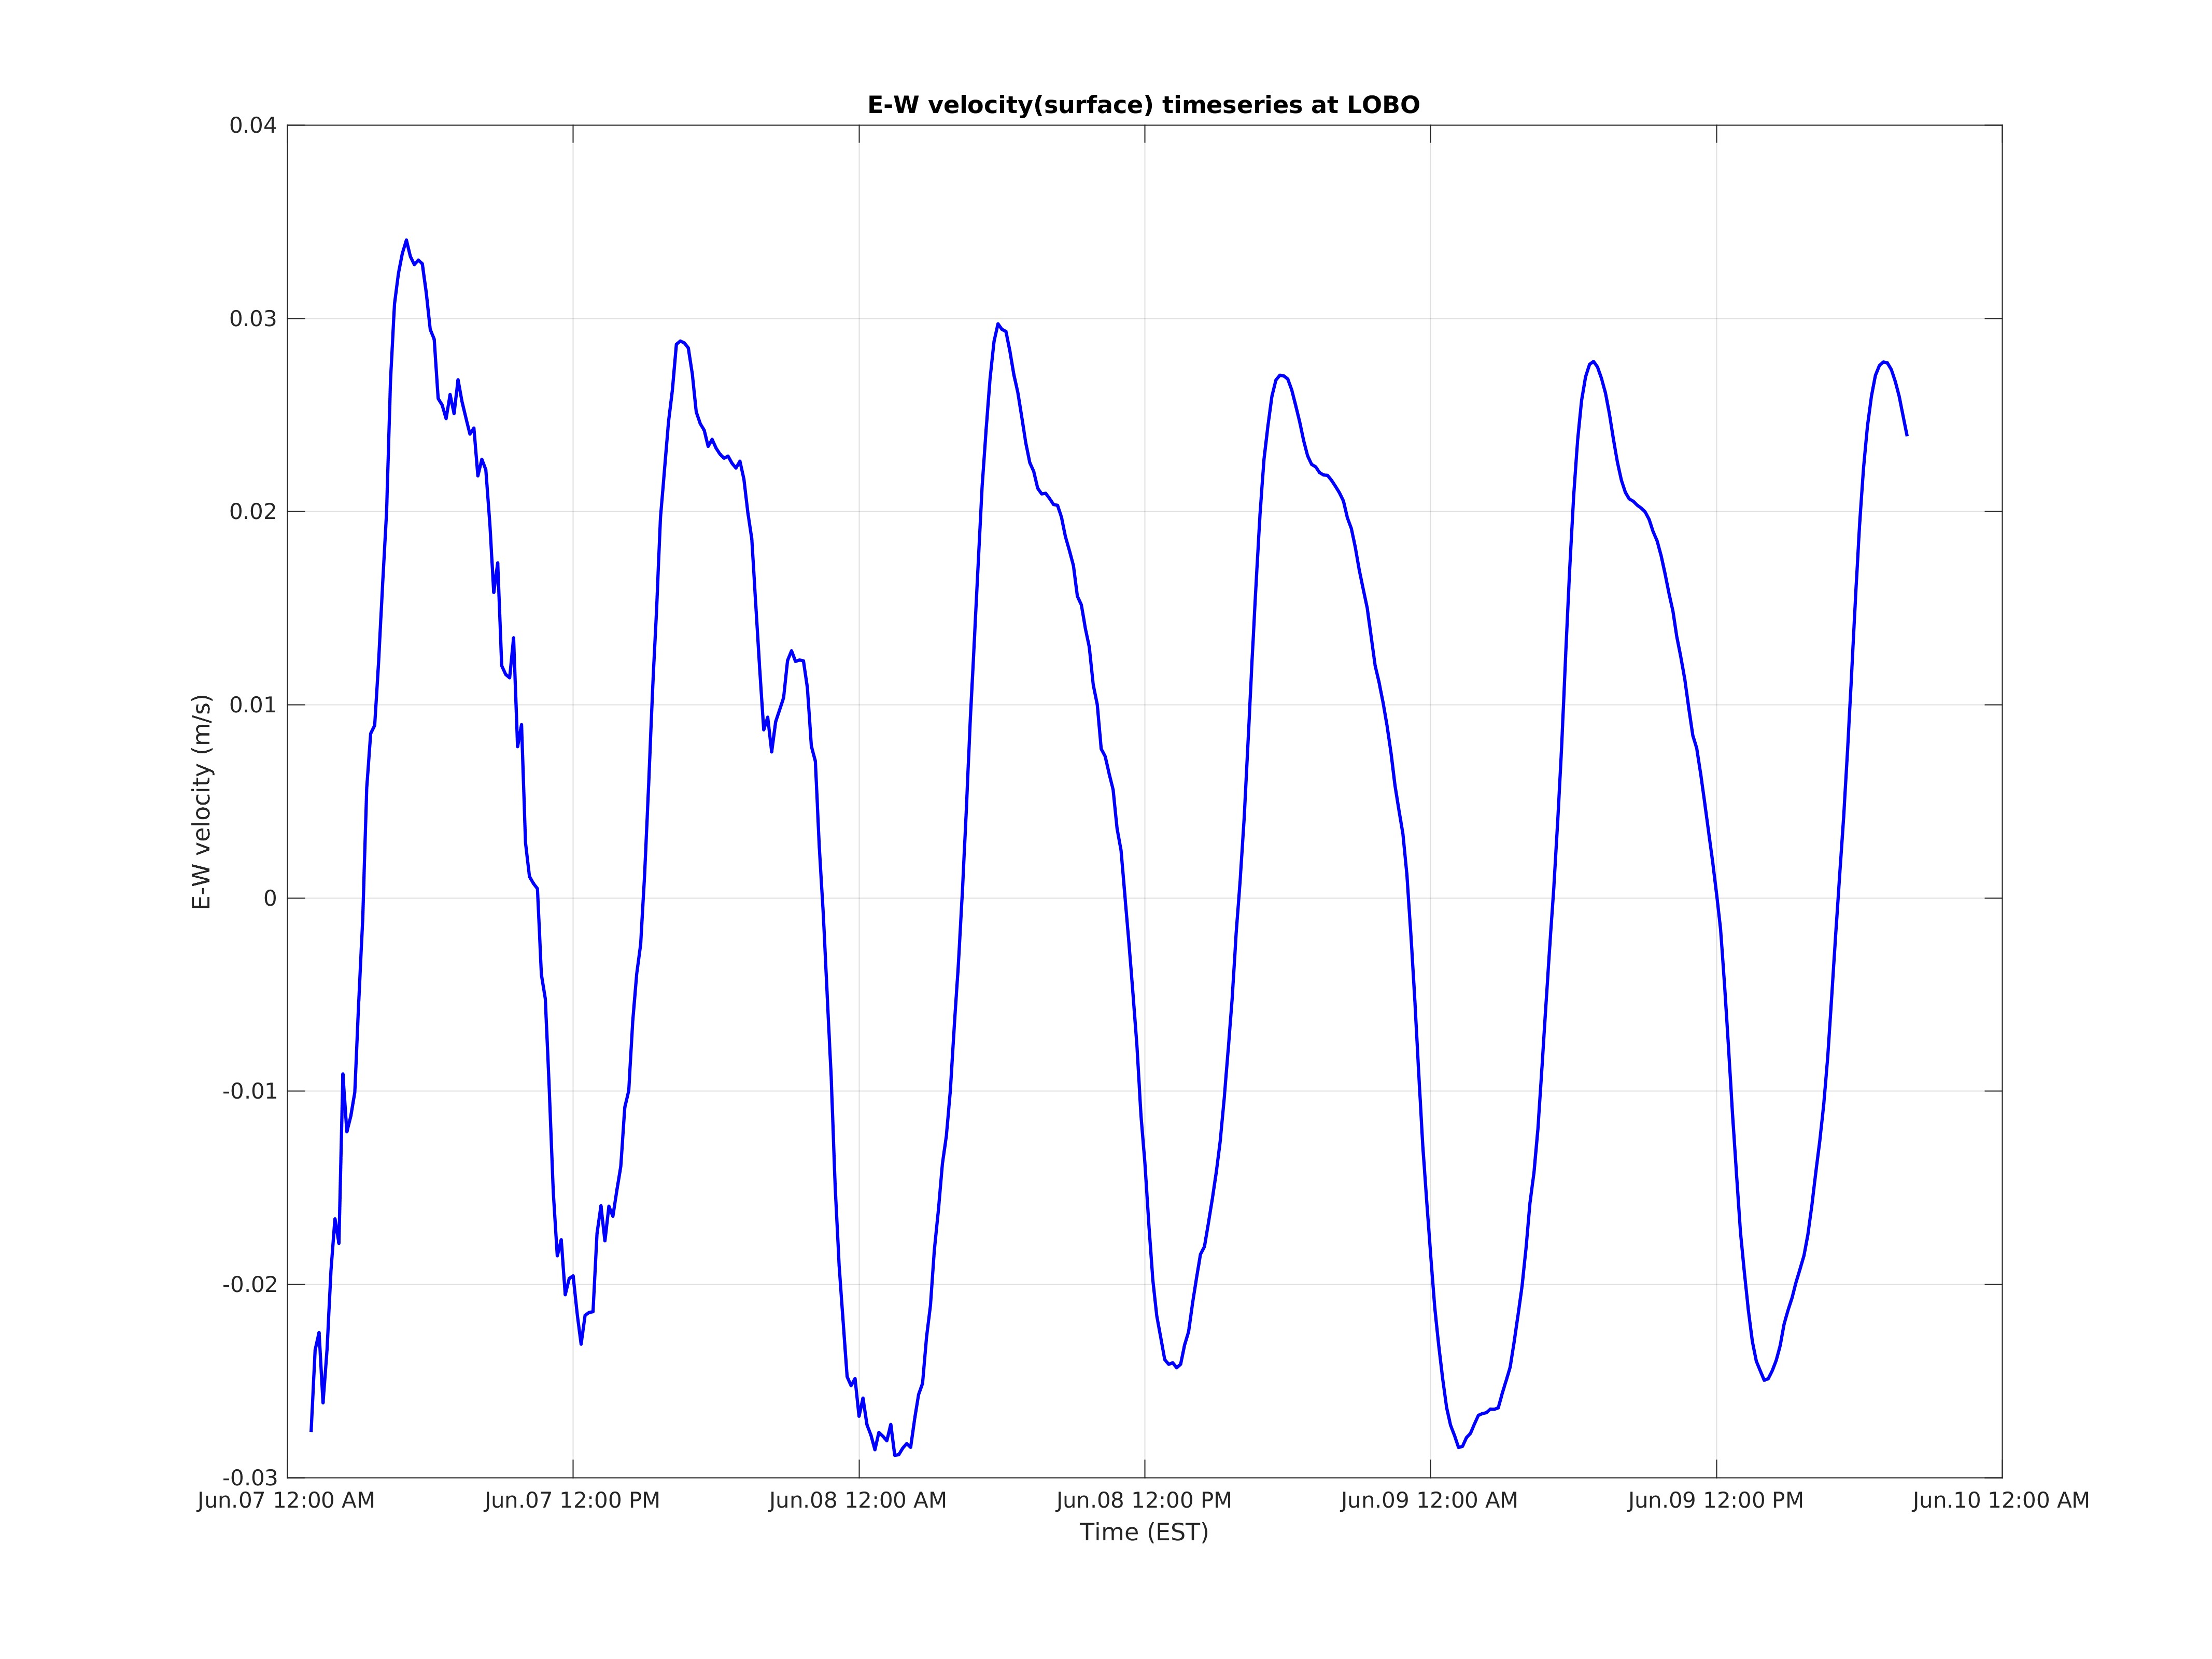 E-W velocity(surface) timeseries at LOBO
0.04
0.03
0.02
0.01
0
-0.01
-0.02
-0.03
E-W velocity (m/s)
Jun.07 12:00 AM Jun.07 12:00 PM Jun.08 12:00 AM Jun.08 12:00 PM Jun.09 12:00 AM Jun.09 12:00 PM Jun.10 12:00 AM
Time (EST)